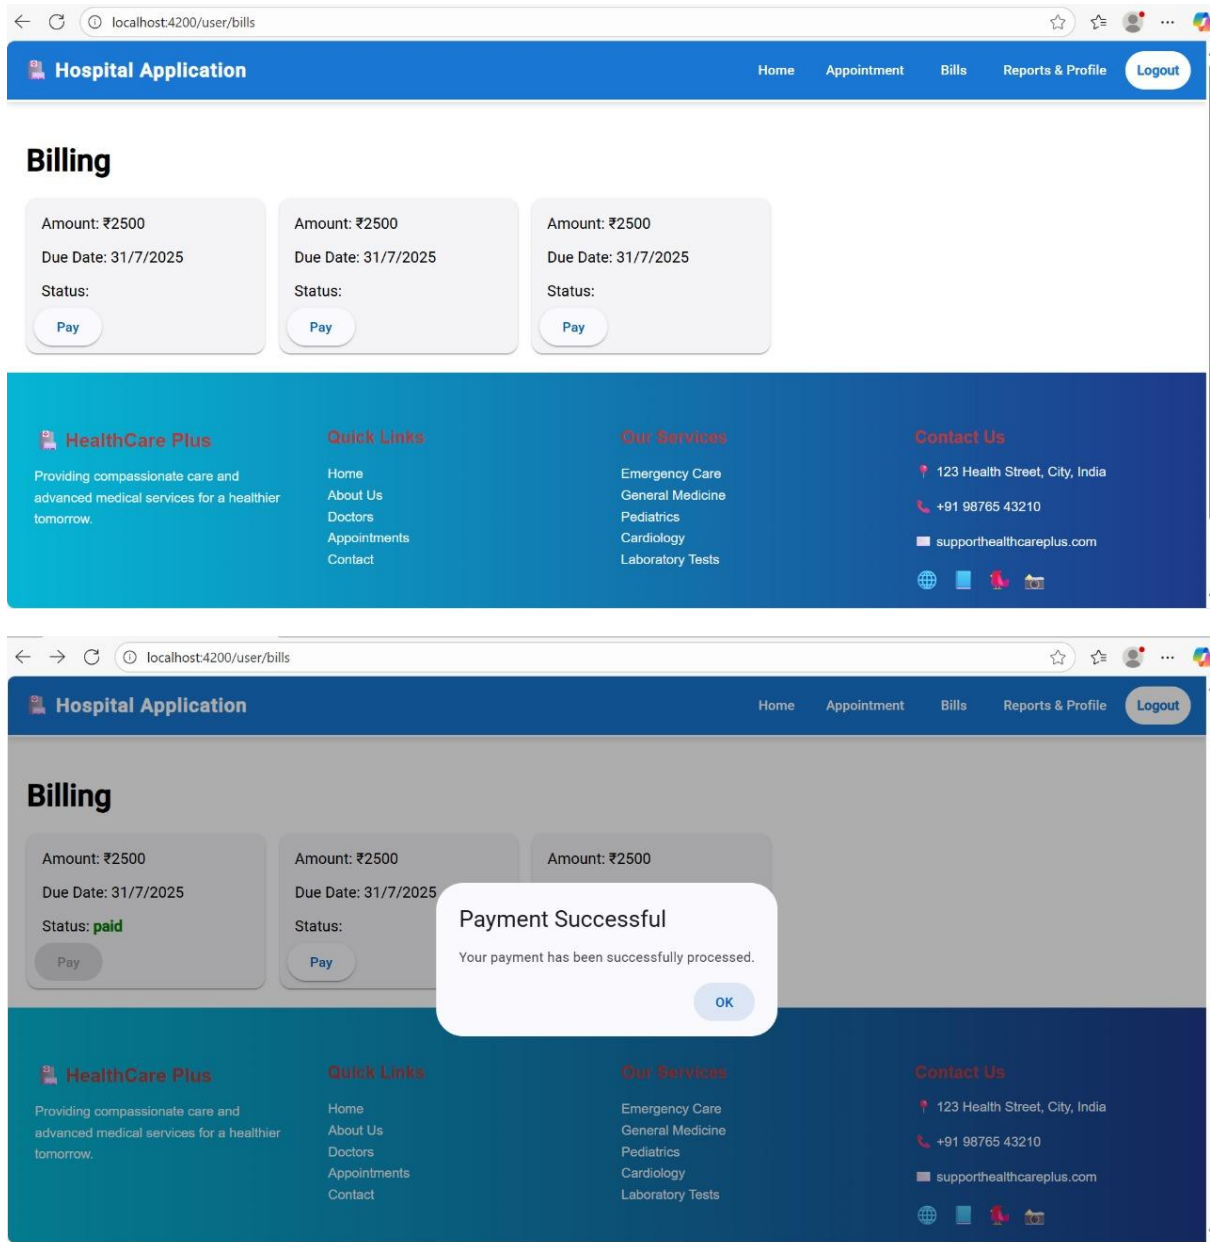 localhost:4200/user/bills
Hospital Application Home Appointment Bills Reports & Profile Logout
Billing
Amount: ₹2500 Amount: ₹2500 Amount: ₹2500
Due Date: 31/7/2025 Due Date: 31/7/2025 Due Date: 31/7/2025
Status: Status: Status:
Pay Pay Pay
HealthCare Plus Quick Links Our Services Contact Us
Providing compassionate care and Home Emergency Care 123 Health Street, City, India
advanced medical services for a healthier About Us General Medicine
tomorrow. Doctors Pediatrics +91 98765 43210
Appointments Cardiology supporthealthcareplus.com
Contact Laboratory Tests
localhost:4200/user/bills
Hospital Application Home Appointment Bills Reports & Profile Logout
Billing
Amount: ₹2500 Amount: ₹2500 Amount: ₹2500
Due Date: 31/7/2025 Due Date: 31/7/2025
Status: paid Status:
Pay Pay
Payment Successful
Your payment has been successfully processed.
OK
HealthCare Plus Quick Links Our Services Contact Us
Providing compassionate care and Home Emergency Care 123 Health Street, City, India
advanced medical services for a healthier About Us General Medicine
tomorrow. Doctors Pediatrics +91 98765 43210
Appointments Cardiology supporthealthcareplus.com
Contact Laboratory Tests